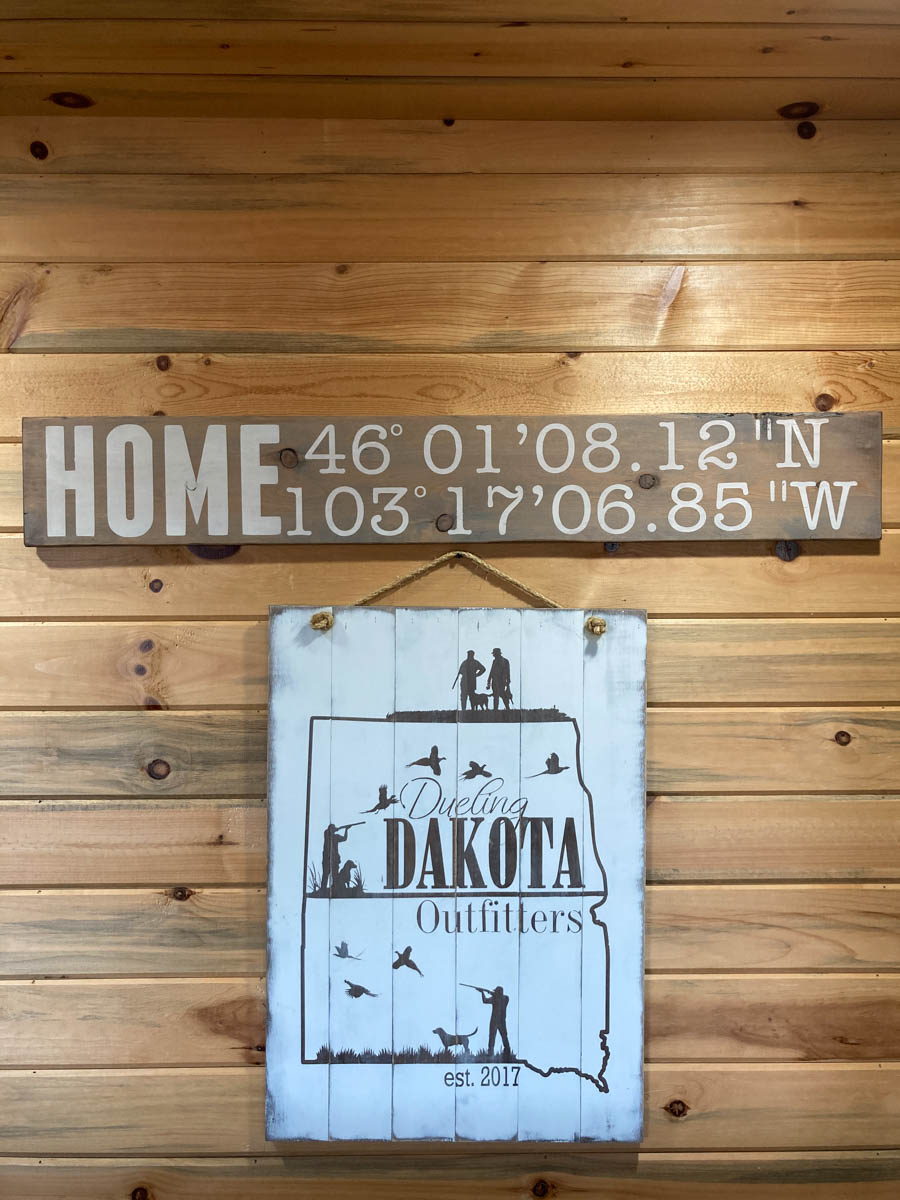 HOME 46° 01'08.12"N
103° 17'06.85"W
Dueling
DAKOTA
Outfitters
est. 2017